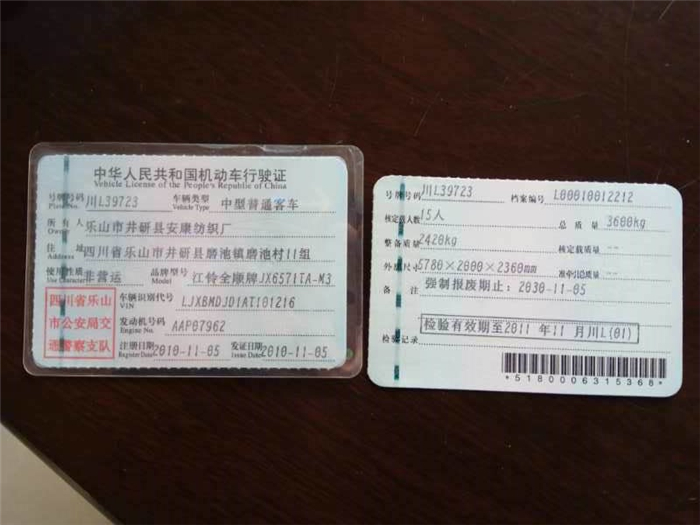 中华人民共和国机动车行驶证
Vehicle License of the People's Republic of China
号牌号码 川L39723 车辆类型 中型普通客车
Plate No. Vehicle Type
所有人 乐山市井研县安康纺织厂
Owner
住址 四川省乐山市井研县磨池镇磨池村11组
Address
使用性质 非营运 品牌型号 江铃全顺牌JX6571TA-M3
Use Character Model
四川省乐山市公安局交通警察支队
车辆识别代号 LJXBMDJD1AT101216
VIN
发动机号码 AAP07962
Engine No.
注册日期 2010-11-05 发证日期 2010-11-05
Register Date Issue Date
号牌号码 川L39723 档案编号 L00010012212
核定载人数 15人 总质量 3600kg
整备质量 2420kg 核定载质量 --
外廓尺寸 5780×2000×2360mm 准牵引总质量 --
备注 强制报废期止：2030-11-05
检验记录 检验有效期至2011年11月川L(01)
*5180006315368*